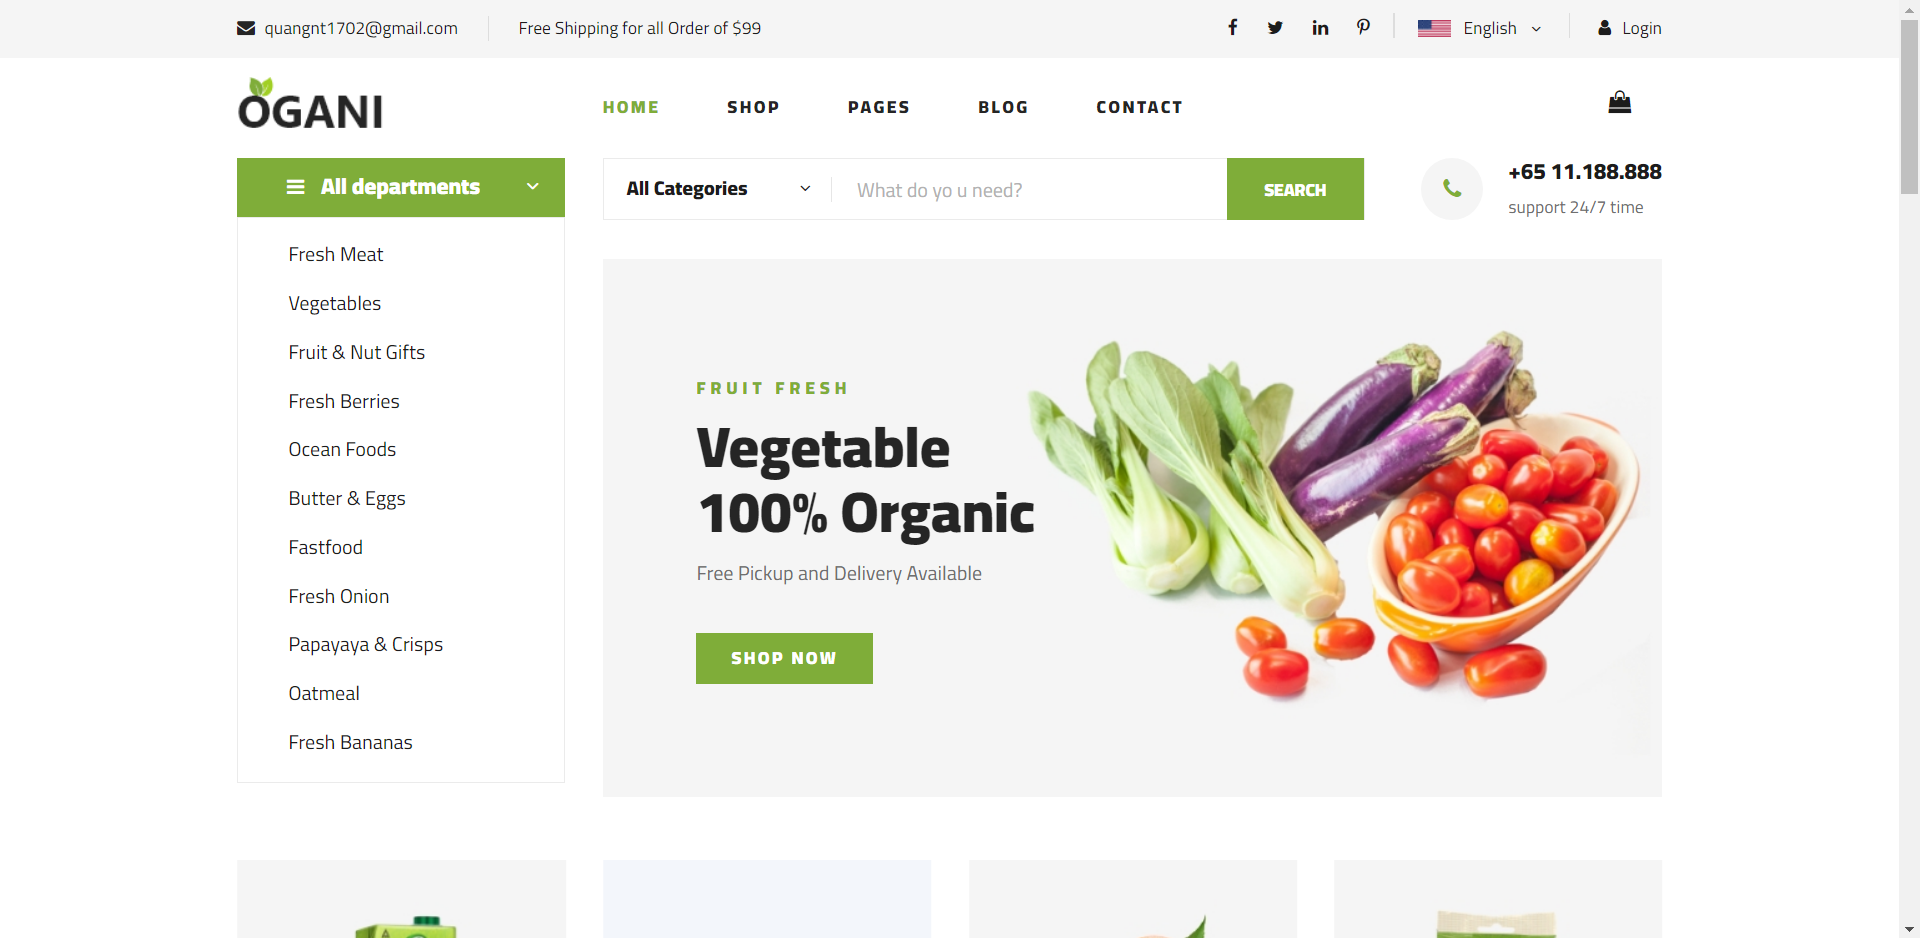 quangnt1702@gmail.com
Free Shipping for all Order of $99
English
Login
OGANI
HOME
SHOP
PAGES
BLOG
CONTACT
All departments
All Categories
What do yo u need?
SEARCH
+65 11.188.888
support 24/7 time
Fresh Meat
Vegetables
Fruit & Nut Gifts
Fresh Berries
Ocean Foods
Butter & Eggs
Fastfood
Fresh Onion
Papayaya & Crisps
Oatmeal
Fresh Bananas
FRUIT FRESH
Vegetable
100% Organic
Free Pickup and Delivery Available
SHOP NOW